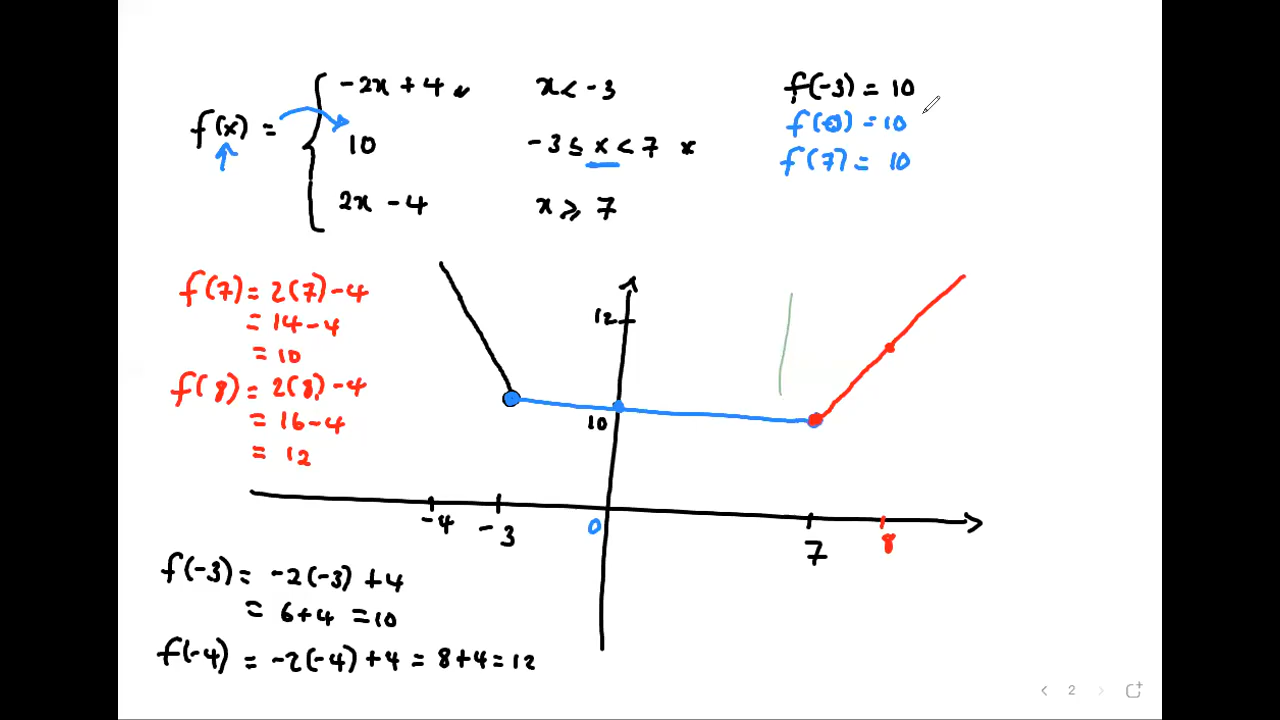 f(x) = { -2x + 4 x < -3
10 -3 ≤ x < 7 ×
2x - 4 x ≥ 7
f(-3) = 10
f(0) = 10
f(7) = 10
f(7) = 2(7) - 4
= 14 - 4
= 10
f(8) = 2(8) - 4
= 16 - 4
= 12
12
10
-4 -3 0 7 8
f(-3) = -2(-3) + 4
= 6 + 4 = 10
f(-4) = -2(-4) + 4 = 8 + 4 = 12
2